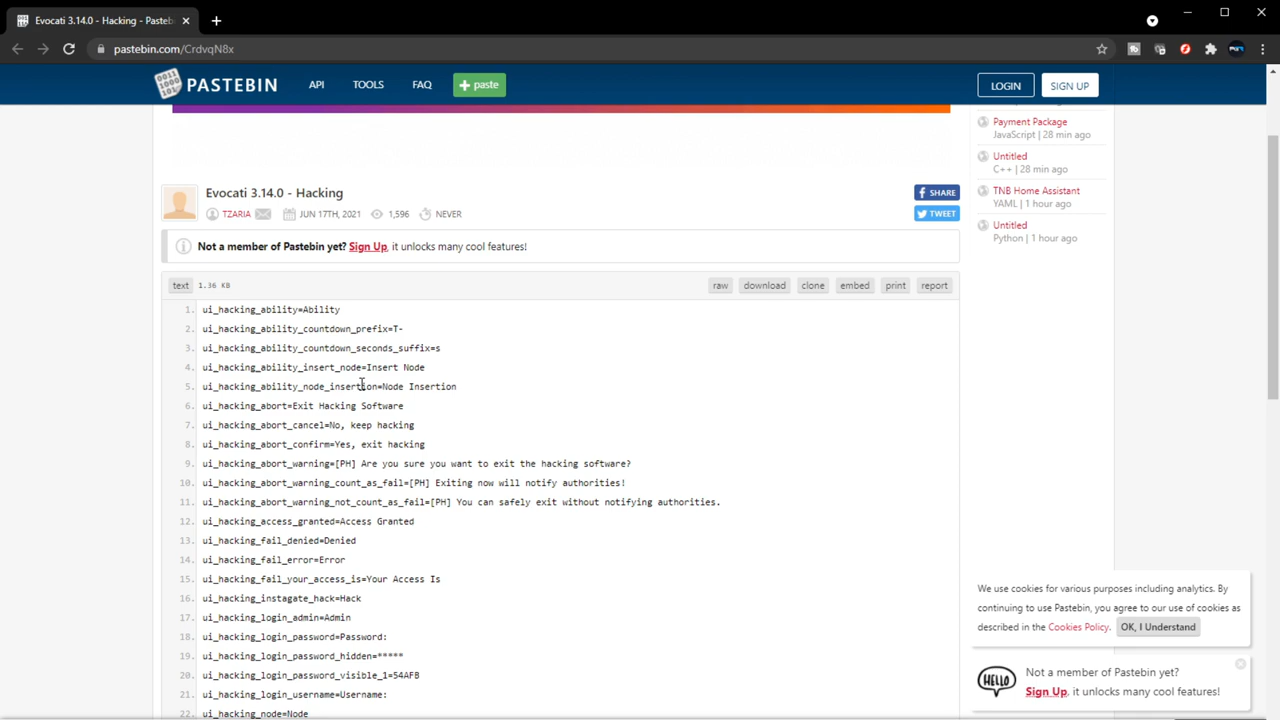 Evocati 3.14.0 - Hacking - Pasteb
pastebin.com/CrdvqN8x
PASTEBIN
API
TOOLS
FAQ
+ paste
LOGIN
SIGN UP
Payment Package
JavaScript | 28 min ago
Untitled
C++ | 28 min ago
TNB Home Assistant
YAML | 1 hour ago
Untitled
Python | 1 hour ago
Evocati 3.14.0 - Hacking
TZARIA
JUN 17TH, 2021
1,596
NEVER
SHARE
TWEET
Not a member of Pastebin yet? Sign Up, it unlocks many cool features!
text
1.36 KB
raw
download
clone
embed
print
report
1. ui_hacking_ability=Ability
2. ui_hacking_ability_countdown_prefix=T-
3. ui_hacking_ability_countdown_seconds_suffix=s
4. ui_hacking_ability_insert_node=Insert Node
5. ui_hacking_ability_node_insertion=Node Insertion
6. ui_hacking_abort=Exit Hacking Software
7. ui_hacking_abort_cancel=No, keep hacking
8. ui_hacking_abort_confirm=Yes, exit hacking
9. ui_hacking_abort_warning=[PH] Are you sure you want to exit the hacking software?
10. ui_hacking_abort_warning_count_as_fail=[PH] Exiting now will notify authorities!
11. ui_hacking_abort_warning_not_count_as_fail=[PH] You can safely exit without notifying authorities.
12. ui_hacking_access_granted=Access Granted
13. ui_hacking_fail_denied=Denied
14. ui_hacking_fail_error=Error
15. ui_hacking_fail_your_access_is=Your Access Is
16. ui_hacking_instagate_hack=Hack
17. ui_hacking_login_admin=Admin
18. ui_hacking_login_password=Password:
19. ui_hacking_login_password_hidden=*****
20. ui_hacking_login_password_visible_1=54AFB
21. ui_hacking_login_username=Username:
22. ui_hacking_node=Node
We use cookies for various purposes including analytics. By
continuing to use Pastebin, you agree to our use of cookies as
described in the Cookies Policy. OK, I Understand
HELLO
Not a member of Pastebin yet?
Sign Up, it unlocks many cool features!